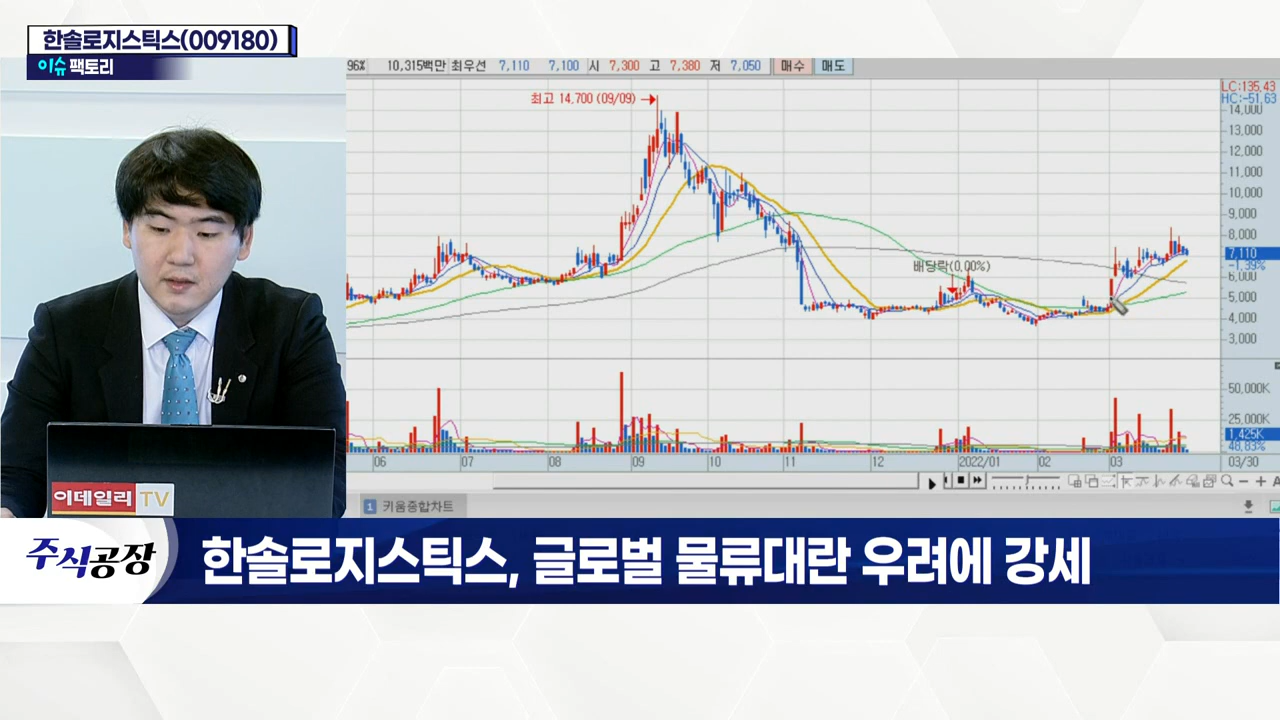 한솔로지스틱스(009180)
이슈 팩토리
96% 10,315백만 최우선 7,110 7,100 시 7,300 고 7,380 저 7,050 매수 매도
최고 14,700 (09/09)
LC:135.43
HC:-51.63
14,000
13,000
12,000
11,000
10,000
9,000
8,000
7,110
-1.39%
6,000
5,000
4,000
3,000
배당락(0.00%)
50,000K
25,000K
1,425K
48.83%
06 07 08 09 10 11 12 2022/01 02 03 03/30
1 키움종합차트
이데일리 TV
주식공장
한솔로지스틱스, 글로벌 물류대란 우려에 강세